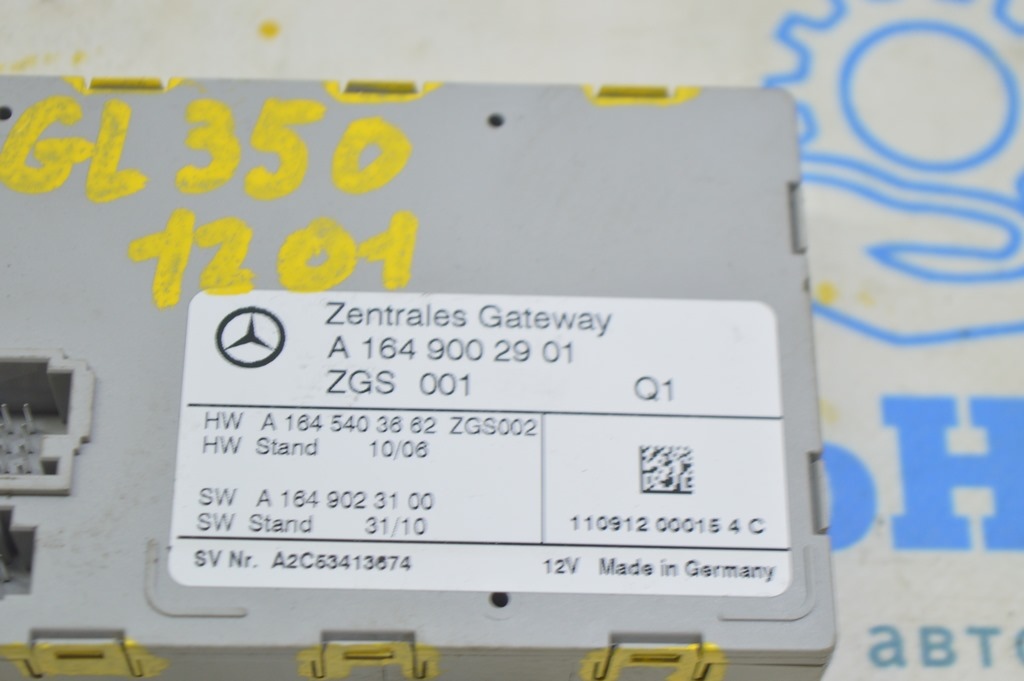 GL 350
1201
Zentrales Gateway
A 164 900 29 01
ZGS 001 Q1
HW A 164 540 36 62 ZGS002
HW Stand 10/06
SW A 164 902 31 00
SW Stand 31/10
110912 00015 4 C
SV Nr. A2C53413674
12V Made in Germany
авто